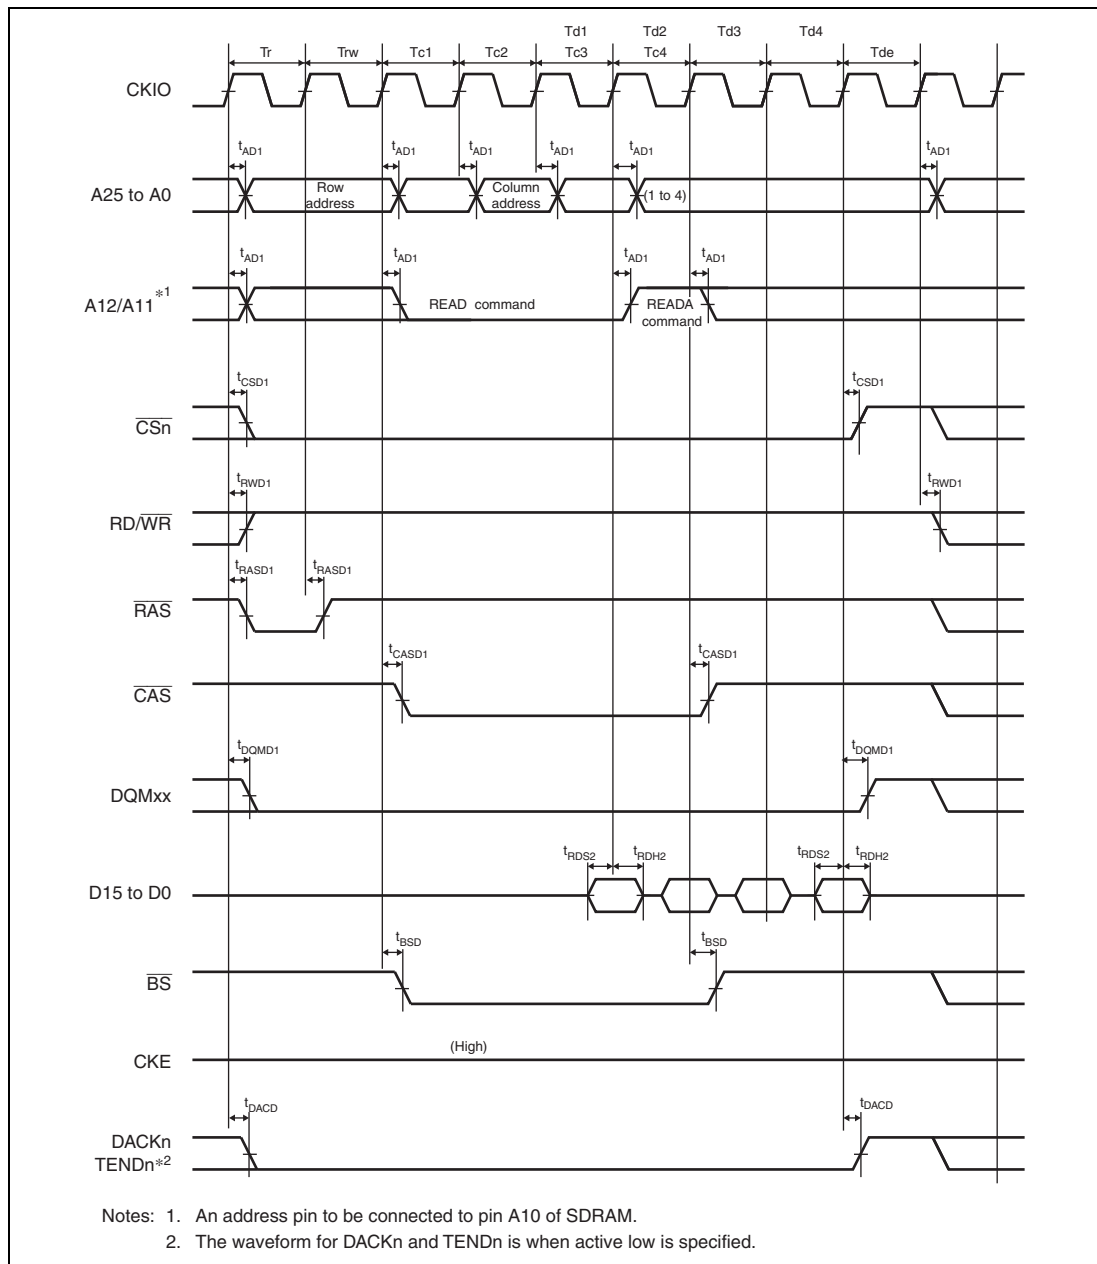 Td1 Td2 Td3 Td4
Tr Trw Tc1 Tc2 Tc3 Tc4 Tde
CKIO
tAD1 tAD1 tAD1 tAD1 tAD1 tAD1
A25 to A0
Row address
Column address
(1 to 4)
tAD1 tAD1 tAD1 tAD1
A12/A11*1
READ command
READA command
tCSD1 tCSD1
CSn
tRWD1 tRWD1
RD/WR
tRASD1 tRASD1
RAS
tCASD1 tCASD1
CAS
tDQMD1 tDQMD1
DQMxx
tRDS2 tRDH2 tRDS2 tRDH2
D15 to D0
tBSD tBSD
BS
(High)
CKE
tDACD tDACD
DACKn
TENDn*2
Notes: 1. An address pin to be connected to pin A10 of SDRAM.
2. The waveform for DACKn and TENDn is when active low is specified.